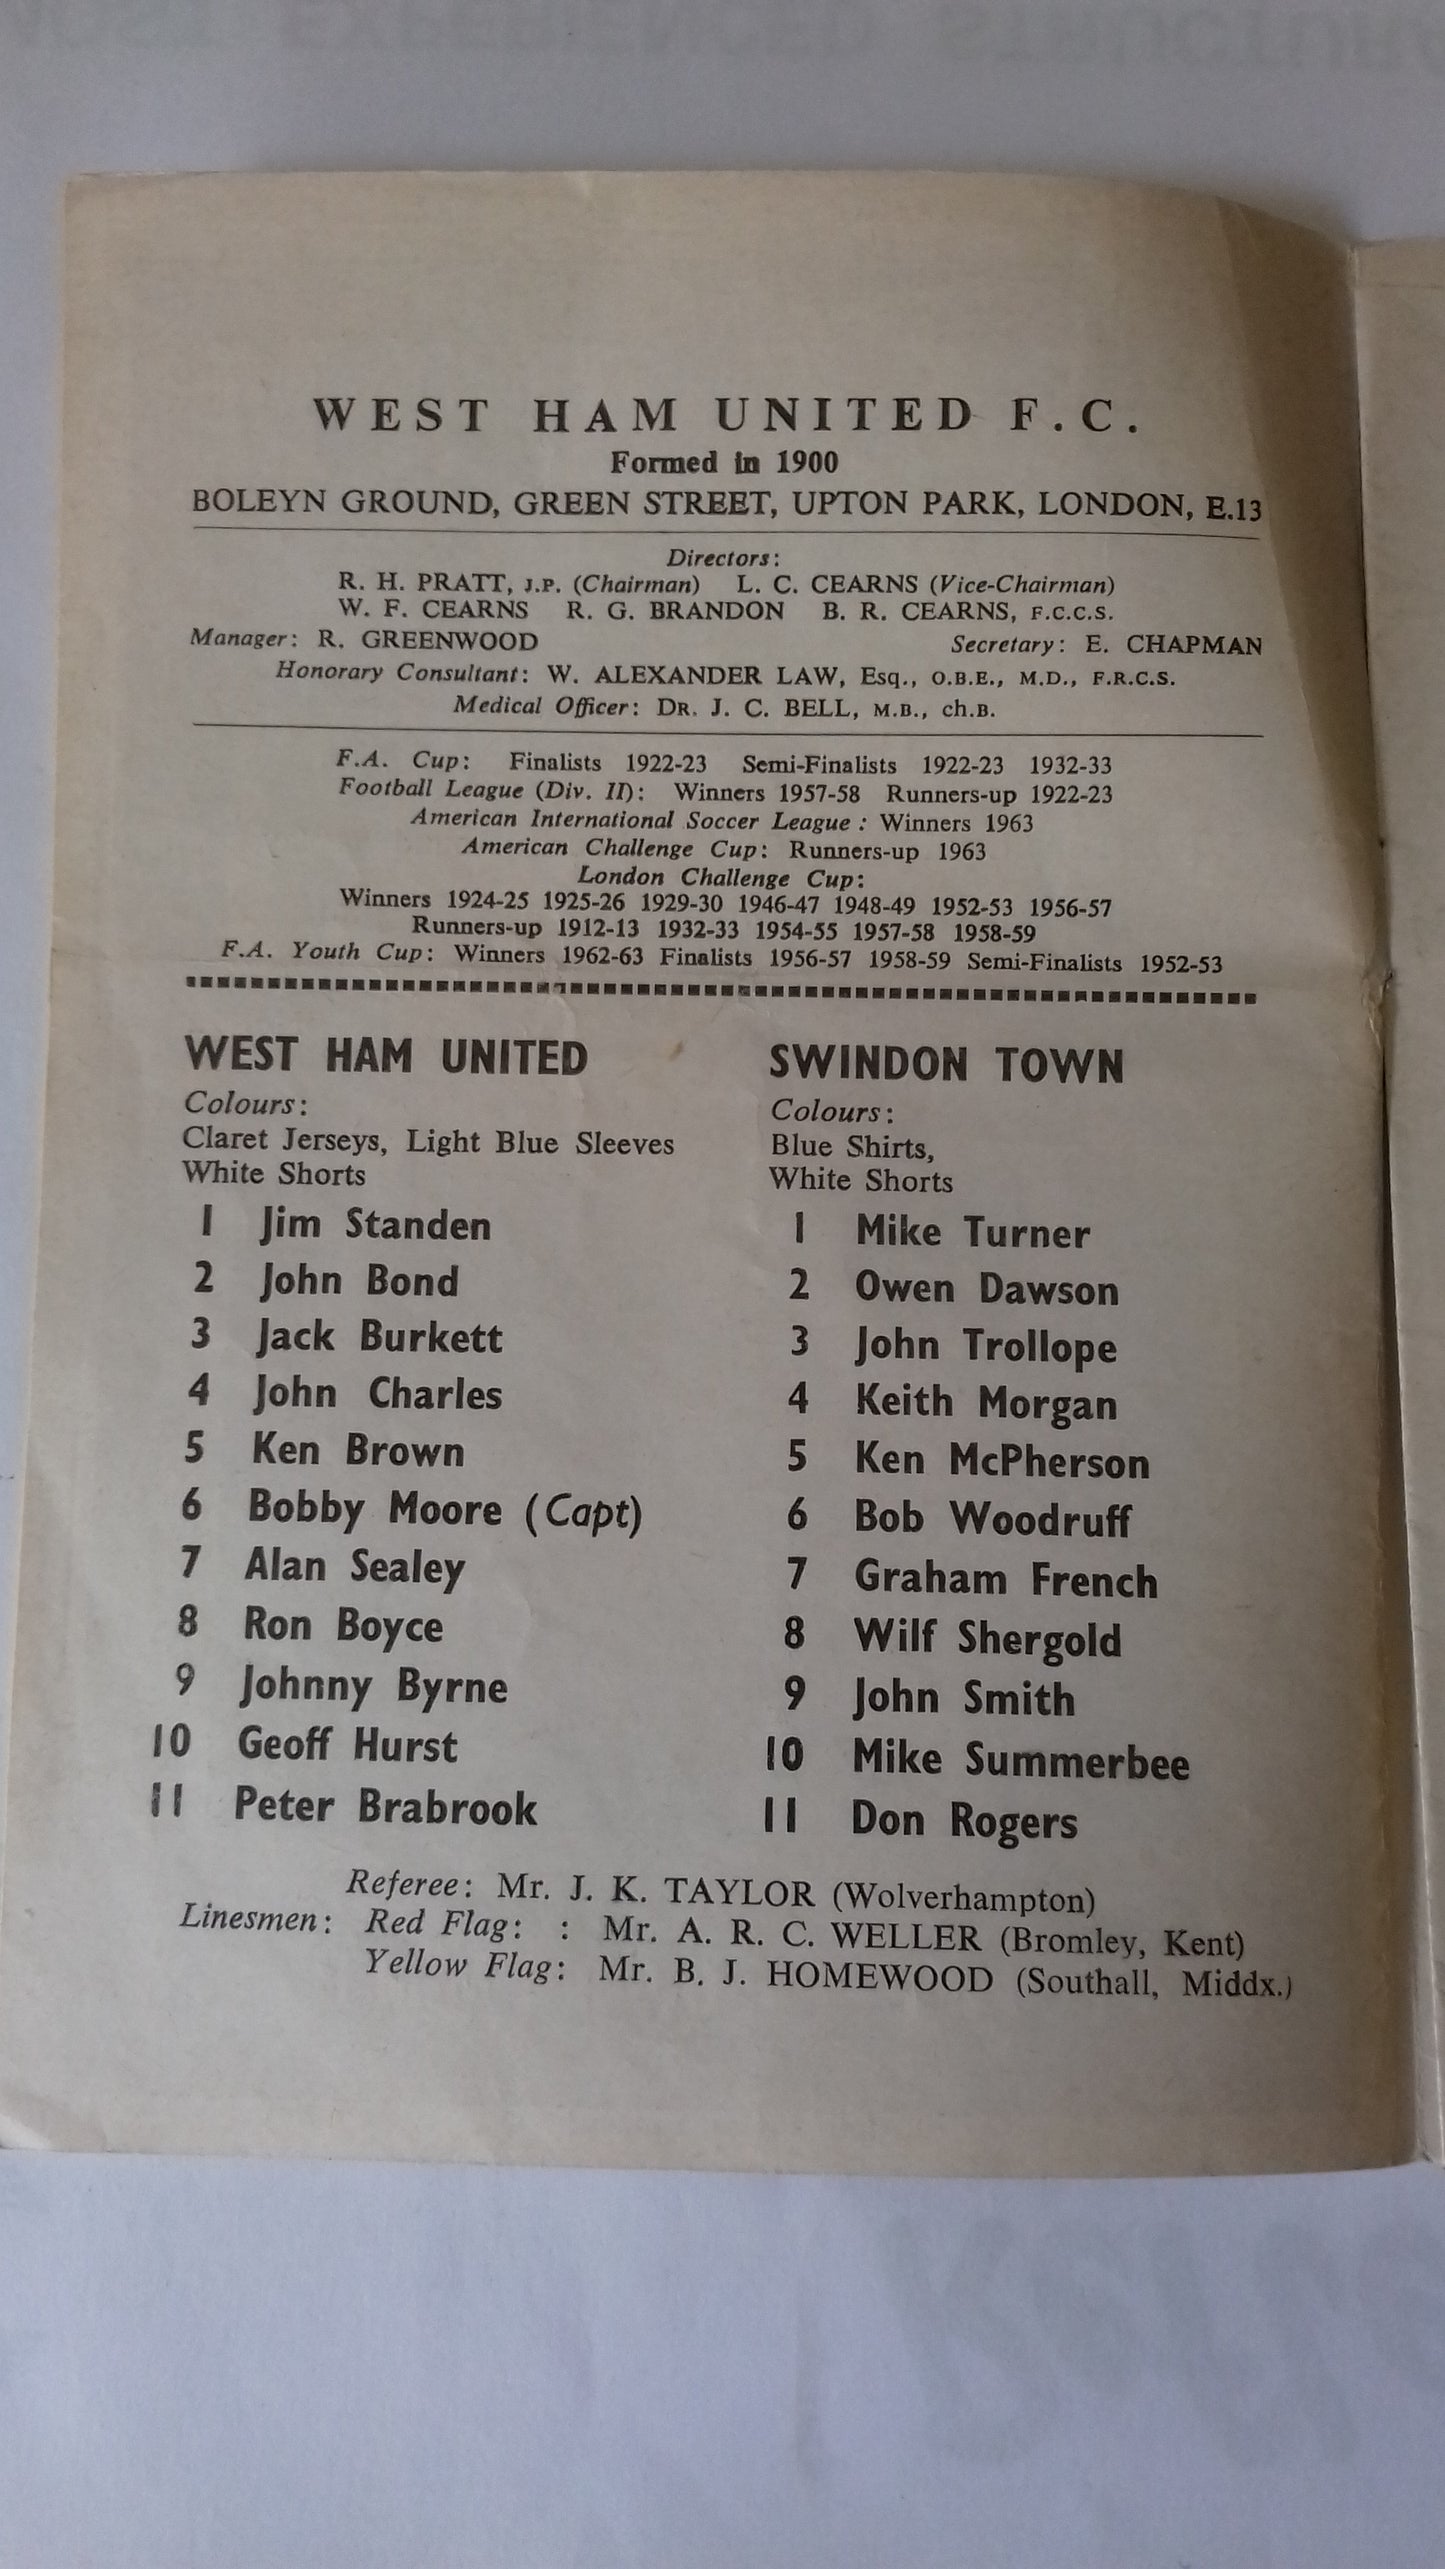 WEST HAM UNITED F.C.
Formed in 1900
BOLEYN GROUND, GREEN STREET, UPTON PARK, LONDON, E.13
Directors:
R. H. PRATT, J.P. (Chairman) L. C. CEARNS (Vice-Chairman)
W. F. CEARNS R. G. BRANDON B. R. CEARNS, F.C.C.S.
Manager: R. GREENWOOD Secretary: E. CHAPMAN
Honorary Consultant: W. ALEXANDER LAW, Esq., O.B.E., M.D., F.R.C.S.
Medical Officer: DR. J. C. BELL, M.B., ch.B.
F.A. Cup: Finalists 1922-23 Semi-Finalists 1922-23 1932-33
Football League (Div. II): Winners 1957-58 Runners-up 1922-23
American International Soccer League: Winners 1963
American Challenge Cup: Runners-up 1963
London Challenge Cup:
Winners 1924-25 1925-26 1929-30 1946-47 1948-49 1952-53 1956-57
Runners-up 1912-13 1932-33 1954-55 1957-58 1958-59
F.A. Youth Cup: Winners 1962-63 Finalists 1956-57 1958-59 Semi-Finalists 1952-53
WEST HAM UNITED
Colours:
Claret Jerseys, Light Blue Sleeves
White Shorts
1 Jim Standen
2 John Bond
3 Jack Burkett
4 John Charles
5 Ken Brown
6 Bobby Moore (Capt)
7 Alan Sealey
8 Ron Boyce
9 Johnny Byrne
10 Geoff Hurst
11 Peter Brabrook
SWINDON TOWN
Colours:
Blue Shirts,
White Shorts
1 Mike Turner
2 Owen Dawson
3 John Trollope
4 Keith Morgan
5 Ken McPherson
6 Bob Woodruff
7 Graham French
8 Wilf Shergold
9 John Smith
10 Mike Summerbee
11 Don Rogers
Referee: Mr. J. K. TAYLOR (Wolverhampton)
Linesmen: Red Flag: : Mr. A. R. C. WELLER (Bromley, Kent)
Yellow Flag: Mr. B. J. HOMEWOOD (Southall, Middx.)